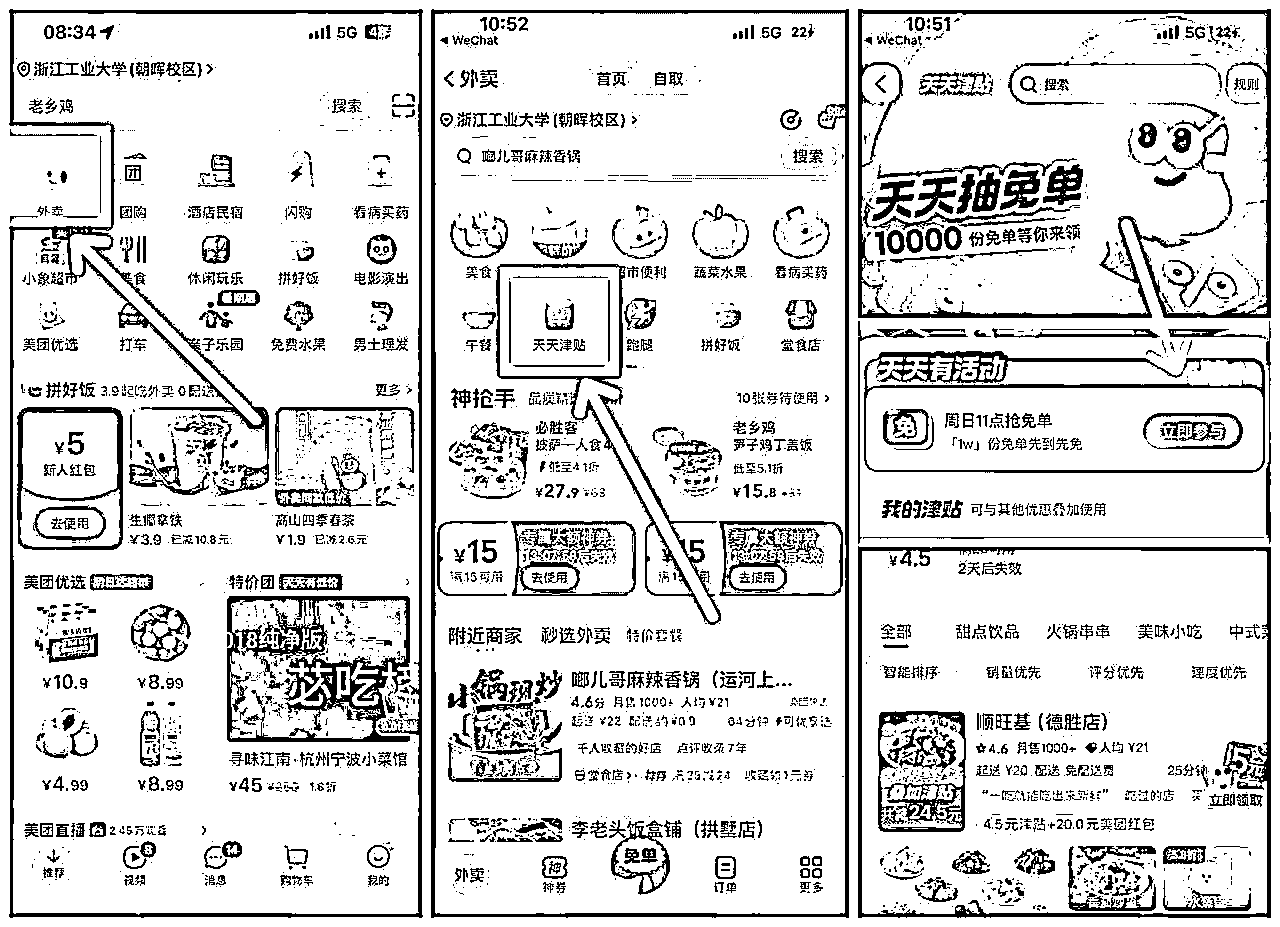 08:34
5G
浙江工业大学(朝晖校区)
老乡鸡
搜索
外卖
团购
酒店民宿
闪购
看病买药
小象超市
美食
休闲玩乐
拼好饭
电影演出
美团优选
打车
亲子乐园
免费水果
男士理发
拼好饭 3.9起吃外卖 0配送
更多
¥5
新人红包
去使用
生椰拿铁
¥3.9 已减10.8元
高山四季春茶
¥1.9 已减2.6元
美团优选
特价团
¥10.9
¥8.99
¥4.99
¥8.99
必吃
寻味江南·杭州宁波小菜馆
¥45
1.6折
美团直播
推荐
视频
8
消息
14
购物车
我的
10:52
WeChat
5G 22
外卖
首页
自取
浙江工业大学(朝晖校区)
嘟儿哥麻辣香锅
搜索
美食
超市便利
蔬菜水果
看病买药
午餐
天天津贴
跑腿
拼好饭
堂食店
神抢手
10张券待使用
必胜客
披萨一人食
低至4.1折
¥27.9
老乡鸡
笋子鸡丁盖饭
低至5.1折
¥15.8
¥15
满15可用
去使用
去使用
附近商家
秒选外卖
特价套餐
小锅现炒
嘟儿哥麻辣香锅（运河上...
4.6分 月售1000+ 人均¥21
起送 ¥22
千人收藏的好店 点评收录7年
李老头饭盒铺（拱墅店）
外卖
神券
免单
订单
更多
10:51
WeChat
5G 22
天天津贴
搜索
规则
天天抽免单
10000 份免单等你来领
天天有活动
免
周日11点抢免单
「1w」份免单先到先免
立即参与
我的津贴 可与其他优惠叠加使用
¥4.5
2天后失效
全部
甜点饮品
火锅串串
美味小吃
中式
智能排序
销量优先
评分优先
速度优先
顺旺基（德胜店）
4.6 月售1000+ 人均 ¥21
起送 ¥20 配送 免配送费
25分钟
立即领取
4.5元津贴+20.0元美团红包